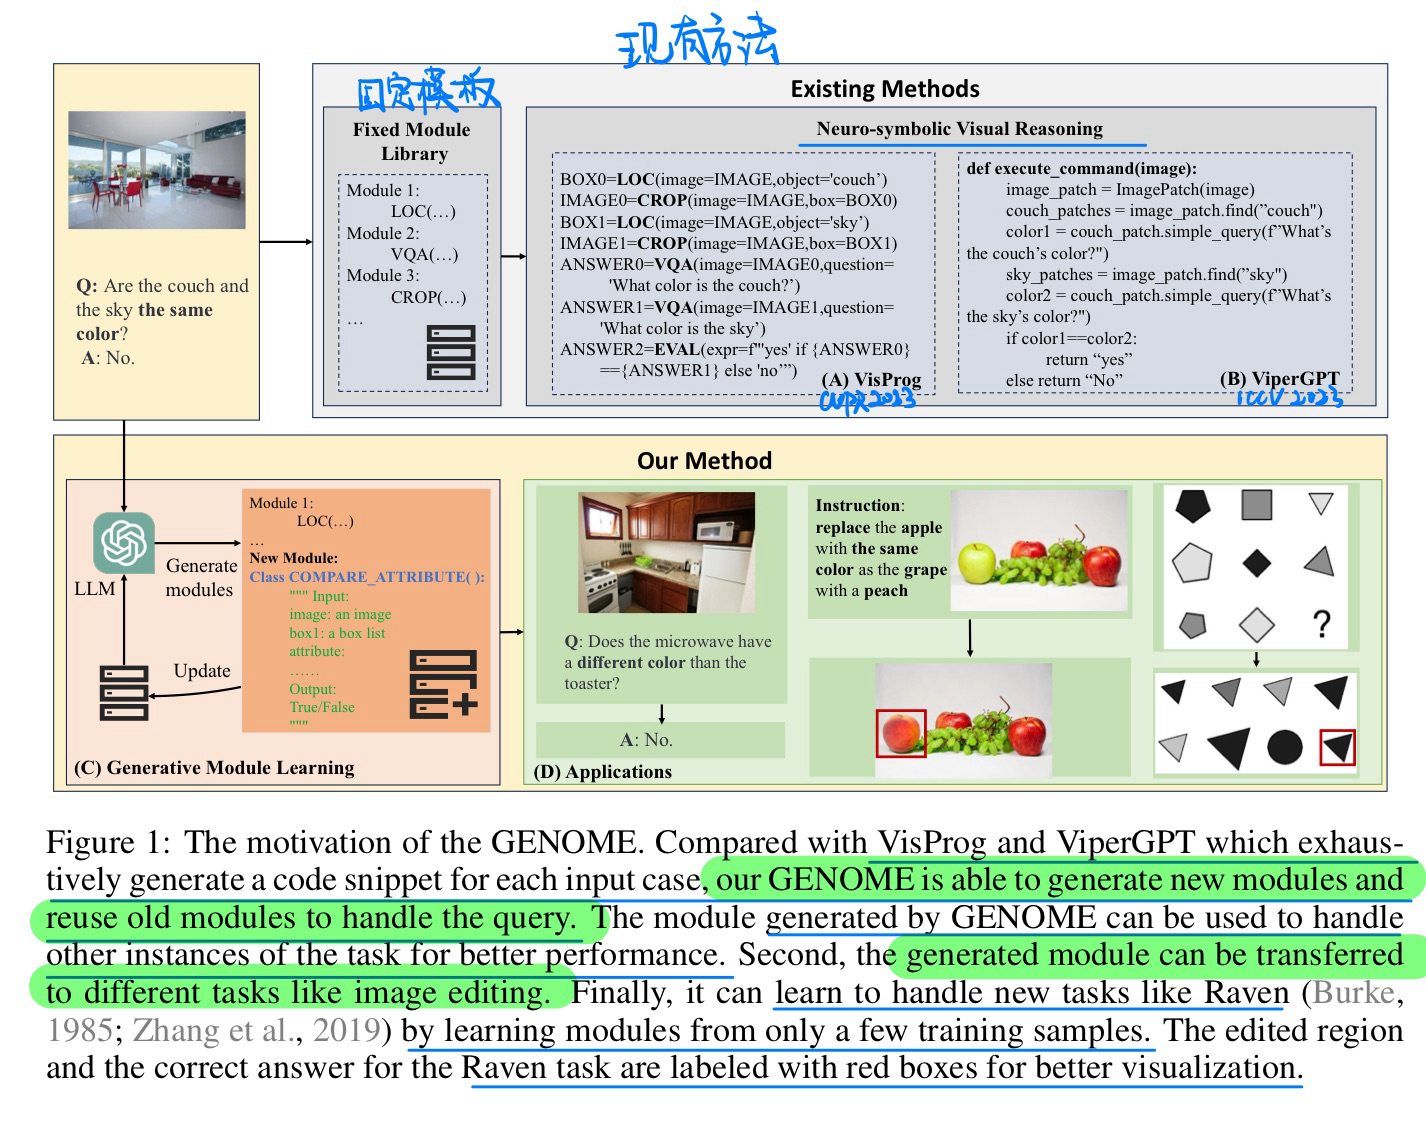 现有方法
固定模板
Existing Methods
Q: Are the couch and
the sky the same
color?
A: No.
Fixed Module
Library
Module 1:
LOC(…)
Module 2:
VQA(…)
Module 3:
CROP(…)
…
Neuro-symbolic Visual Reasoning
BOX0=LOC(image=IMAGE,object='couch’)
IMAGE0=CROP(image=IMAGE,box=BOX0)
BOX1=LOC(image=IMAGE,object='sky’)
IMAGE1=CROP(image=IMAGE,box=BOX1)
ANSWER0=VQA(image=IMAGE0,question=
'What color is the couch?’)
ANSWER1=VQA(image=IMAGE1,question=
'What color is the sky’)
ANSWER2=EVAL(expr=f"'yes' if {ANSWER0}
=={ANSWER1} else 'no’”)
(A) VisProg
CVPR2023
def execute_command(image):
image_patch = ImagePatch(image)
couch_patches = image_patch.find(”couch")
color1 = couch_patch.simple_query(f”What’s
the couch’s color?")
sky_patches = image_patch.find(”sky")
color2 = couch_patch.simple_query(f”What’s
the sky’s color?")
if color1==color2:
return “yes”
else return “No”
(B) ViperGPT
ICCV 2023
Our Method
LLM
Generate
modules
Update
Module 1:
LOC(…)
…
New Module:
Class COMPARE_ATTRIBUTE( ):
""" Input:
image: an image
box1: a box list
attribute:
……
Output:
True/False
"""
(C) Generative Module Learning
Q: Does the microwave have
a different color than the
toaster?
A: No.
(D) Applications
Instruction:
replace the apple
with the same
color as the grape
with a peach
?
Figure 1: The motivation of the GENOME. Compared with VisProg and ViperGPT which exhaus-
tively generate a code snippet for each input case, our GENOME is able to generate new modules and
reuse old modules to handle the query. The module generated by GENOME can be used to handle
other instances of the task for better performance. Second, the generated module can be transferred
to different tasks like image editing. Finally, it can learn to handle new tasks like Raven (Burke,
1985; Zhang et al., 2019) by learning modules from only a few training samples. The edited region
and the correct answer for the Raven task are labeled with red boxes for better visualization.